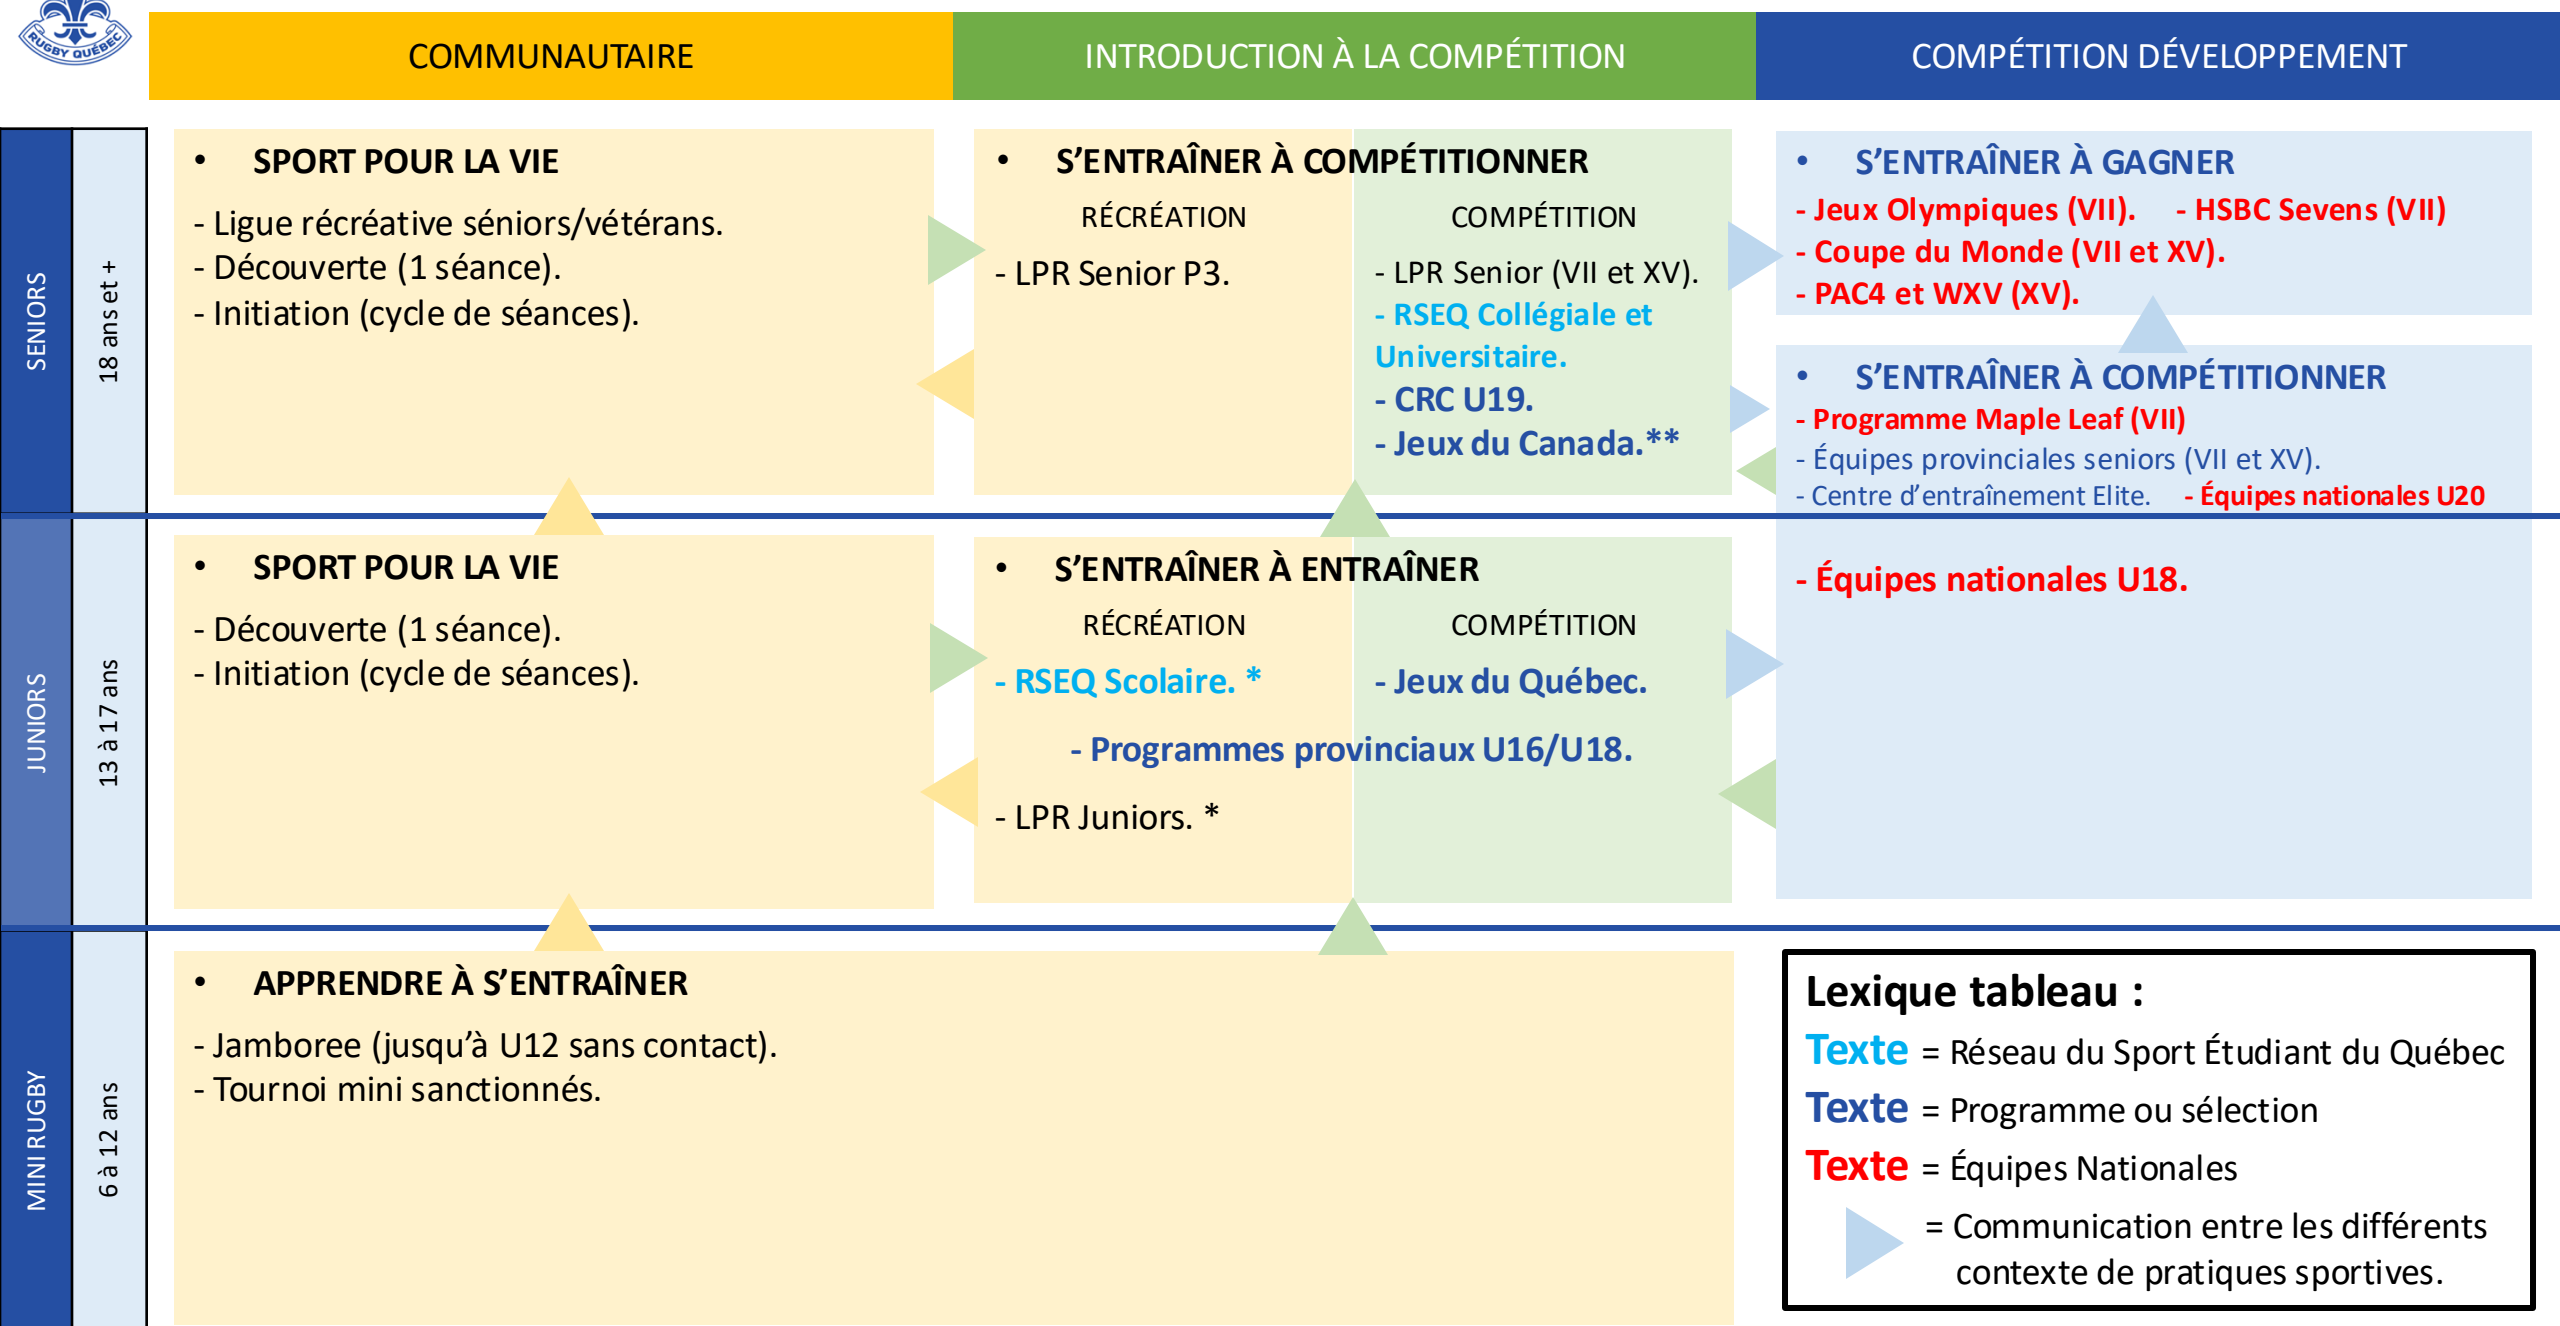 RUGBY QUÉBEC
COMMUNAUTAIRE
INTRODUCTION À LA COMPÉTITION
COMPÉTITION DÉVELOPPEMENT
SENIORS
18 ans et +
• SPORT POUR LA VIE
- Ligue récréative séniors/vétérans.
- Découverte (1 séance).
- Initiation (cycle de séances).
• S’ENTRAÎNER À COMPÉTITIONNER
RÉCRÉATION
- LPR Senior P3.
COMPÉTITION
- LPR Senior (VII et XV).
- RSEQ Collégiale et
Universitaire.
- CRC U19.
- Jeux du Canada.**
• S’ENTRAÎNER À GAGNER
- Jeux Olympiques (VII). - HSBC Sevens (VII)
- Coupe du Monde (VII et XV).
- PAC4 et WXV (XV).
• S’ENTRAÎNER À COMPÉTITIONNER
- Programme Maple Leaf (VII)
- Équipes provinciales seniors (VII et XV).
- Centre d’entraînement Elite. - Équipes nationales U20
- Équipes nationales U18.
JUNIORS
13 à 17 ans
• SPORT POUR LA VIE
- Découverte (1 séance).
- Initiation (cycle de séances).
• S’ENTRAÎNER À ENTRAÎNER
RÉCRÉATION
COMPÉTITION
- RSEQ Scolaire. *
- Jeux du Québec.
- Programmes provinciaux U16/U18.
- LPR Juniors. *
MINI RUGBY
6 à 12 ans
• APPRENDRE À S’ENTRAÎNER
- Jamboree (jusqu’à U12 sans contact).
- Tournoi mini sanctionnés.
Lexique tableau :
Texte = Réseau du Sport Étudiant du Québec
Texte = Programme ou sélection
Texte = Équipes Nationales
= Communication entre les différents
contexte de pratiques sportives.